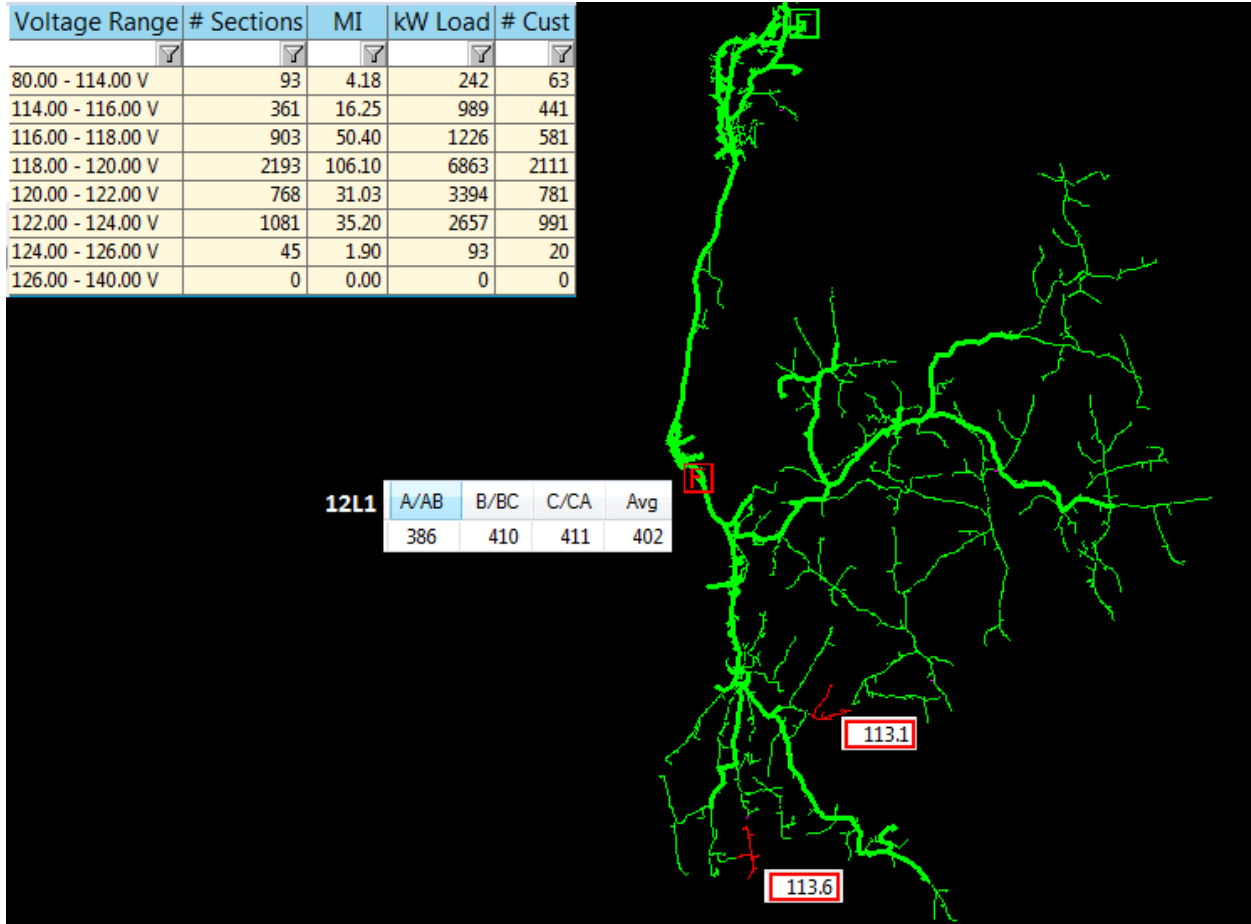 Voltage Range # Sections MI kW Load # Cust
80.00 - 114.00 V 93 4.18 242 63
114.00 - 116.00 V 361 16.25 989 441
116.00 - 118.00 V 903 50.40 1226 581
118.00 - 120.00 V 2193 106.10 6863 2111
120.00 - 122.00 V 768 31.03 3394 781
122.00 - 124.00 V 1081 35.20 2657 991
124.00 - 126.00 V 45 1.90 93 20
126.00 - 140.00 V 0 0.00 0 0
12L1 A/AB B/BC C/CA Avg
386 410 411 402
113.1
113.6